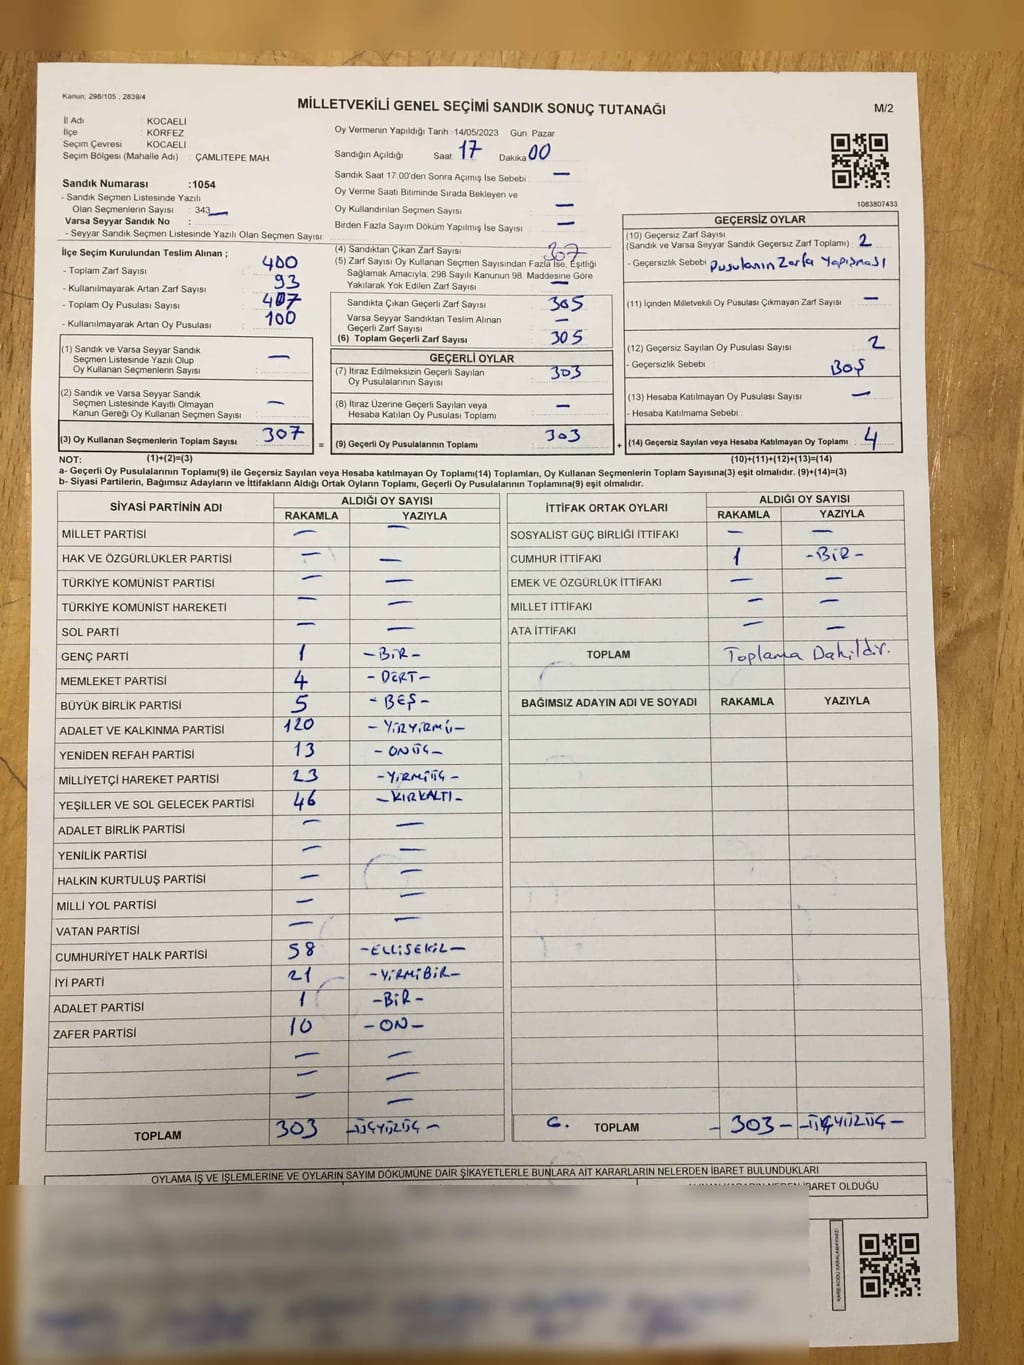 Kanun; 298/105 , 2839/4
MİLLETVEKİLİ GENEL SEÇİMİ SANDIK SONUÇ TUTANAĞI
M/2
İl Adı KOCAELİ
İlçe KÖRFEZ
Seçim Çevresi KOCAELİ
Seçim Bölgesi (Mahalle Adı) : ÇAMLITEPE MAH.
Sandık Numarası :1054
- Sandık Seçmen Listesinde Yazılı
Olan Seçmenlerin Sayısı : 343
Varsa Seyyar Sandık No :
- Seyyar Sandık Seçmen Listesinde Yazılı Olan Seçmen Sayısı:
Oy Vermenin Yapıldığı Tarih :14/05/2023 Gün: Pazar
Sandığın Açıldığı Saat: 17 Dakika: 00
Sandık Saat 17:00'den Sonra Açımış İse Sebebi : —
Oy Verme Saati Bitiminde Sırada Bekleyen ve
Oy Kullandırılan Seçmen Sayısı —
Birden Fazla Sayım Döküm Yapılmış İse Sayısı —
1083807433
İlçe Seçim Kurulundan Teslim Alınan ;
- Toplam Zarf Sayısı 400
- Kullanılmayarak Artan Zarf Sayısı 93
- Toplam Oy Pusulası Sayısı 407
- Kullanılmayarak Artan Oy Pusulası 100
(1) Sandık ve Varsa Seyyar Sandık
Seçmen Listesinde Yazılı Olup
Oy Kullanan Seçmenlerin Sayısı —
(2) Sandık ve Varsa Seyyar Sandık
Seçmen Listesinde Kayıtlı Olmayan
Kanun Gereği Oy Kullanan Seçmen Sayısı —
(3) Oy Kullanan Seçmenlerin Toplam Sayısı 307
(4) Sandıktan Çıkan Zarf Sayısı 307
(5) Zarf Sayısı Oy Kullanan Seçmen Sayısından Fazla İse, Eşitliği
Sağlamak Amacıyla, 298 Sayılı Kanunun 98. Maddesine Göre
Yakılarak Yok Edilen Zarf Sayısı —
Sandıkta Çıkan Geçerli Zarf Sayısı 305
Varsa Seyyar Sandıktan Teslim Alınan
Geçerli Zarf Sayısı —
(6) Toplam Geçerli Zarf Sayısı 305
GEÇERLİ OYLAR
(7) İtiraz Edilmeksizin Geçerli Sayılan
Oy Pusulalarının Sayısı 303
(8) İtiraz Üzerine Geçerli Sayılan veya
Hesaba Katılan Oy Pusulası Toplamı —
= (9) Geçerli Oy Pusulalarının Toplamı 303
GEÇERSİZ OYLAR
(10) Geçersiz Zarf Sayısı
(Sandık ve Varsa Seyyar Sandık Geçersiz Zarf Toplamı) 2
- Geçersizlik Sebebi Pusulanın Zarfa Yapışması
(11) İçinden Milletvekili Oy Pusulası Çıkmayan Zarf Sayısı —
(12) Geçersiz Sayılan Oy Pusulası Sayısı 2
- Geçersizlik Sebebi BOŞ
(13) Hesaba Katılmayan Oy Pusulası Sayısı —
- Hesaba Katılmama Sebebi
+ (14) Geçersiz Sayılan veya Hesaba Katılmayan Oy Toplamı 4
NOT: (1)+(2)=(3) (10)+(11)+(12)+(13)=(14)
a- Geçerli Oy Pusulalarının Toplamı(9) ile Geçersiz Sayılan veya Hesaba katılmayan Oy Toplamı(14) Toplamları, Oy Kullanan Seçmenlerin Toplam Sayısına(3) eşit olmalıdır. (9)+(14)=(3)
b- Siyasi Partilerin, Bağımsız Adayların ve İttifakların Aldığı Oyların Toplamı, Geçerli Oy Pusulalarının Toplamına(9) eşit olmalıdır.
SİYASİ PARTİNİN ADI ALDIĞI OY SAYISI
RAKAMLA YAZIYLA
MİLLET PARTİSİ — —
HAK VE ÖZGÜRLÜKLER PARTİSİ — —
TÜRKİYE KOMÜNİST PARTİSİ — —
TÜRKİYE KOMÜNİST HAREKETİ — —
SOL PARTİ — —
GENÇ PARTİ 1 -BİR-
MEMLEKET PARTİSİ 4 -DÖRT-
BÜYÜK BİRLİK PARTİSİ 5 -BEŞ-
ADALET VE KALKINMA PARTİSİ 120
YENİDEN REFAH PARTİSİ 13 -ONÜÇ-
MİLLİYETÇİ HAREKET PARTİSİ 23 -YİRMİÜÇ-
YEŞİLLER VE SOL GELECEK PARTİSİ 46 -KIRKALTI-
ADALET BİRLİK PARTİSİ — —
YENİLİK PARTİSİ — —
HALKIN KURTULUŞ PARTİSİ — —
MİLLİ YOL PARTİSİ — —
VATAN PARTİSİ — —
CUMHURİYET HALK PARTİSİ 58 -ELLİSEKİZ-
İYİ PARTİ 21 -YİRMİBİR-
ADALET PARTİSİ 1 -BİR-
ZAFER PARTİSİ 10 -ON-
— —
— —
— —
TOPLAM 303 -ÜÇYÜZÜÇ-
İTTİFAK ORTAK OYLARI ALDIĞI OY SAYISI
RAKAMLA YAZIYLA
SOSYALİST GÜÇ BİRLİĞİ İTTİFAKI — —
CUMHUR İTTİFAKI 1 -BİR-
EMEK VE ÖZGÜRLÜK İTTİFAKI — —
MİLLET İTTİFAKI — —
ATA İTTİFAKI — —
TOPLAM Toplama Dahildir.
BAĞIMSIZ ADAYIN ADI VE SOYADI RAKAMLA YAZIYLA
G. TOPLAM - 303 - -ÜÇYÜZÜÇ-
OYLAMA İŞ VE İŞLEMLERİNE VE OYLARIN SAYIM DÖKÜMÜNE DAİR ŞİKAYETLERLE BUNLARA AİT KARARLARIN NELERDEN İBARET BULUNDUKLARI
İBARET OLDUĞU
KARE KODU KARALAMAYINIZ!